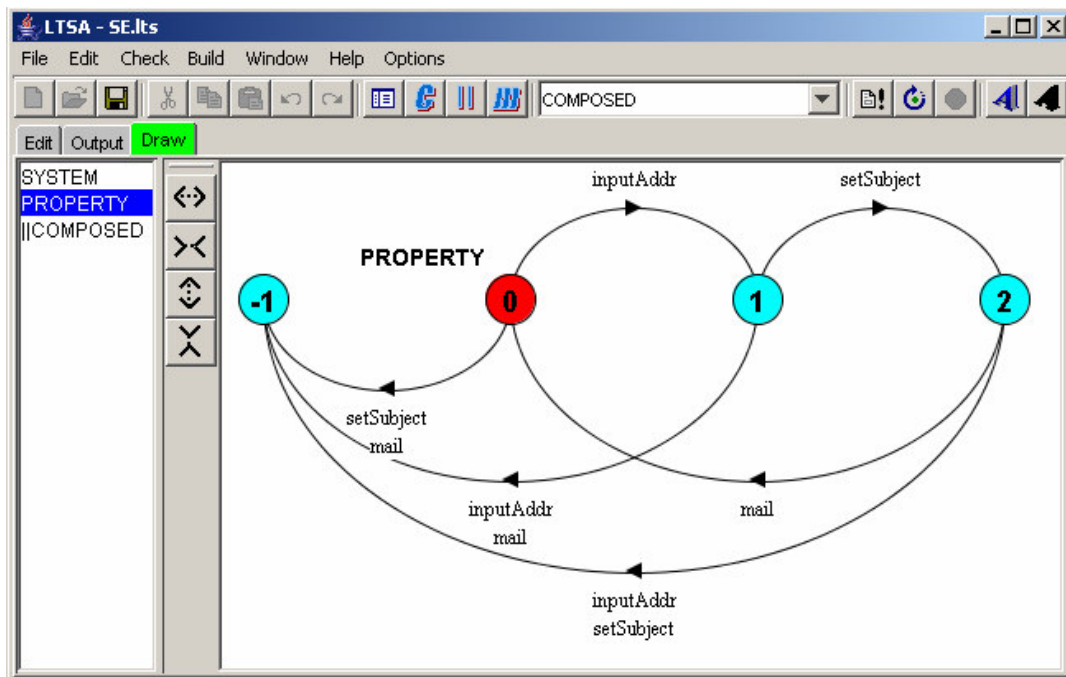 LTSA - SE.lts
File Edit Check Build Window Help Options
COMPOSED
Edit Output Draw
SYSTEM
PROPERTY
||COMPOSED
inputAddr
setSubject
PROPERTY
-1
0
1
2
setSubject
mail
inputAddr
mail
mail
inputAddr
setSubject